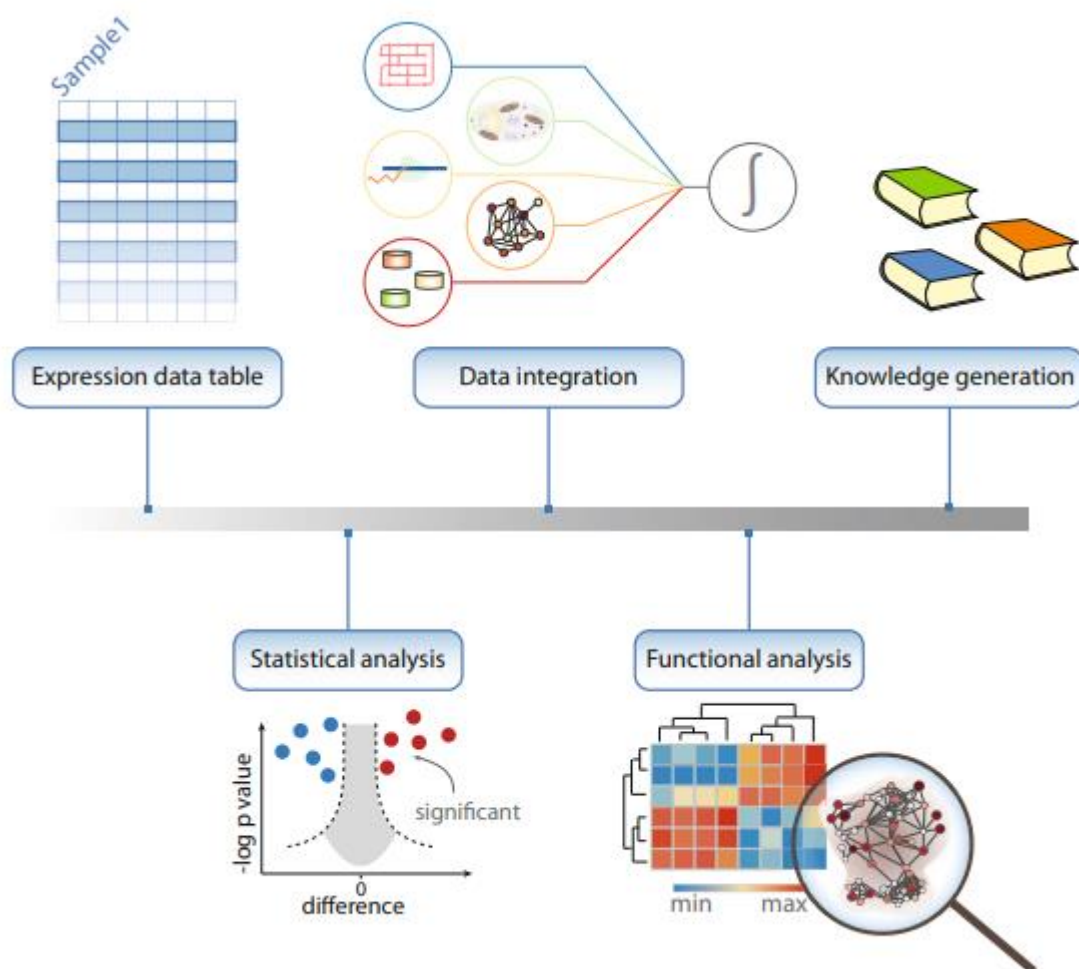 Sample1
Expression data table
Data integration
Knowledge generation
Statistical analysis
Functional analysis
-log p value
significant
0
difference
min
max